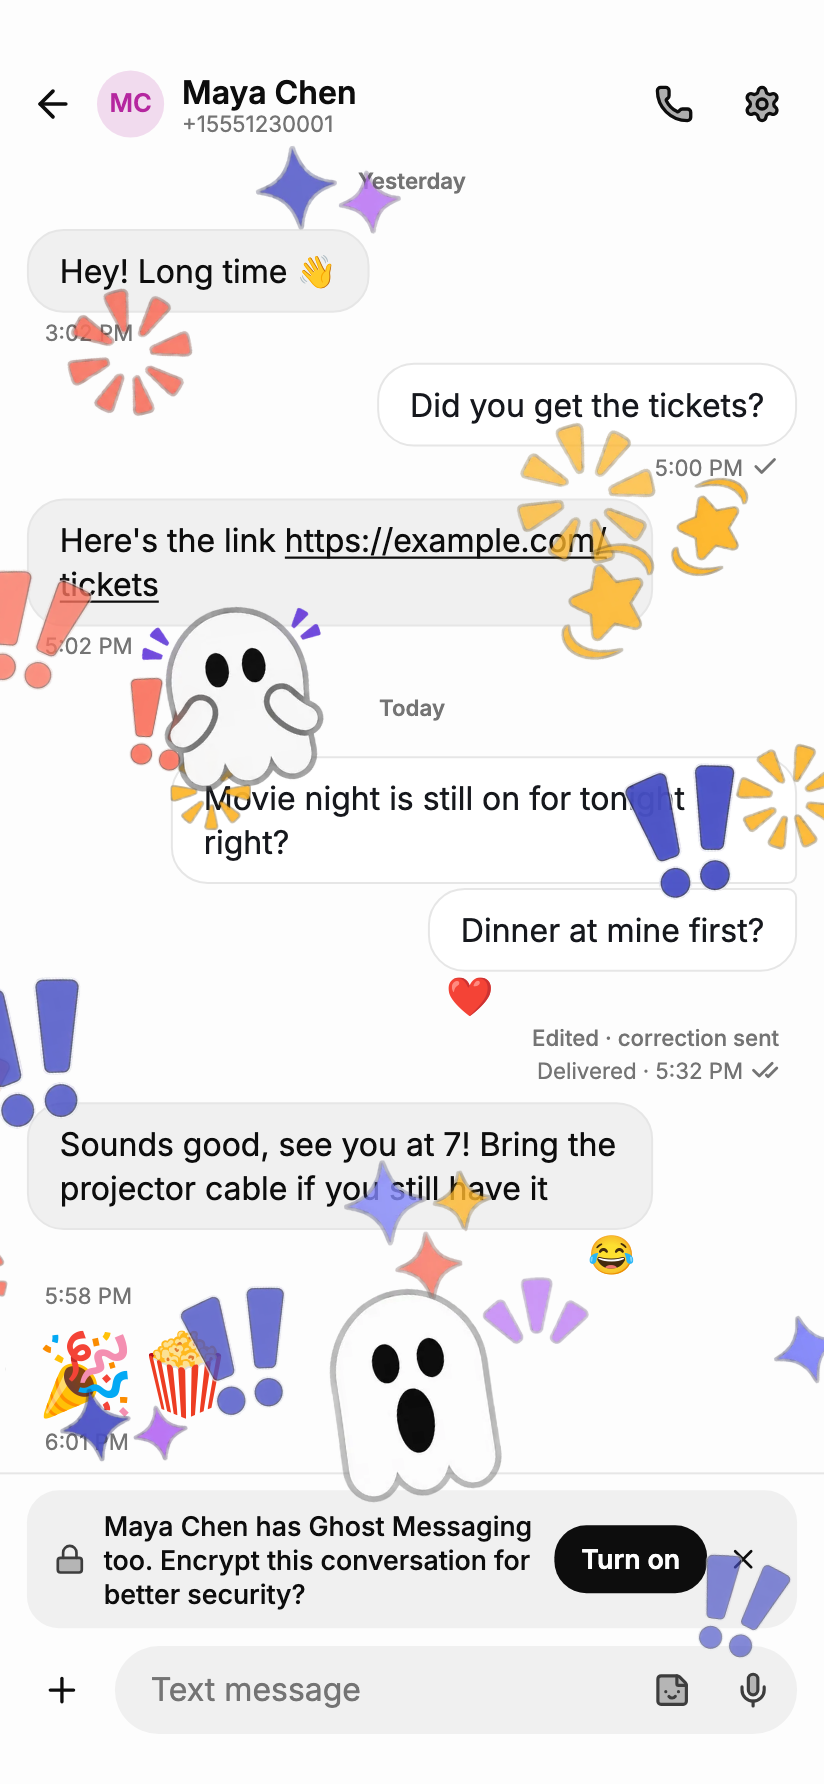 MC
Maya Chen
+15551230001
Yesterday
Hey! Long time 👋
3:02 PM
Did you get the tickets?
5:00 PM
Here's the link https://example.com/
tickets
5:02 PM
Today
Movie night is still on for tonight
right?
Dinner at mine first?
Edited · correction sent
Delivered · 5:32 PM
Sounds good, see you at 7! Bring the
projector cable if you still have it
5:58 PM
6:01 PM
Maya Chen has Ghost Messaging
too. Encrypt this conversation for
better security?
Turn on
Text message